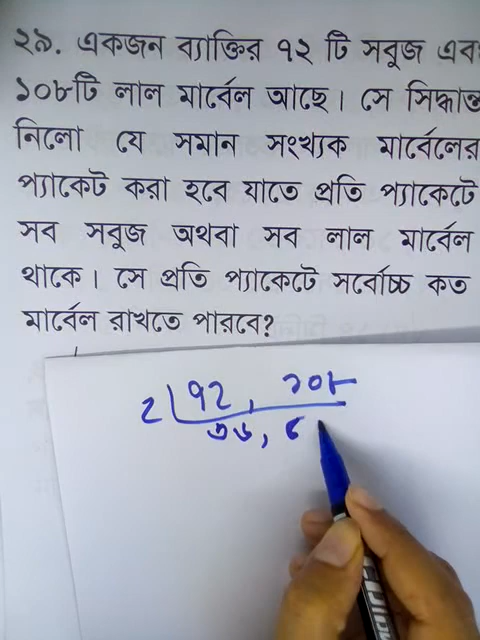 ২৯. একজন ব্যাক্তির ৭২ টি সবুজ এবং
১০৮টি লাল মার্বেল আছে। সে সিদ্ধান্ত
নিলো যে সমান সংখ্যক মার্বেলের
প্যাকেট করা হবে যাতে প্রতি প্যাকেটে
সব সবুজ অথবা সব লাল মার্বেল
থাকে। সে প্রতি প্যাকেটে সর্বোচ্চ কত
মার্বেল রাখতে পারবে?
২ ৭২, ১০৮
৩৬, ৫